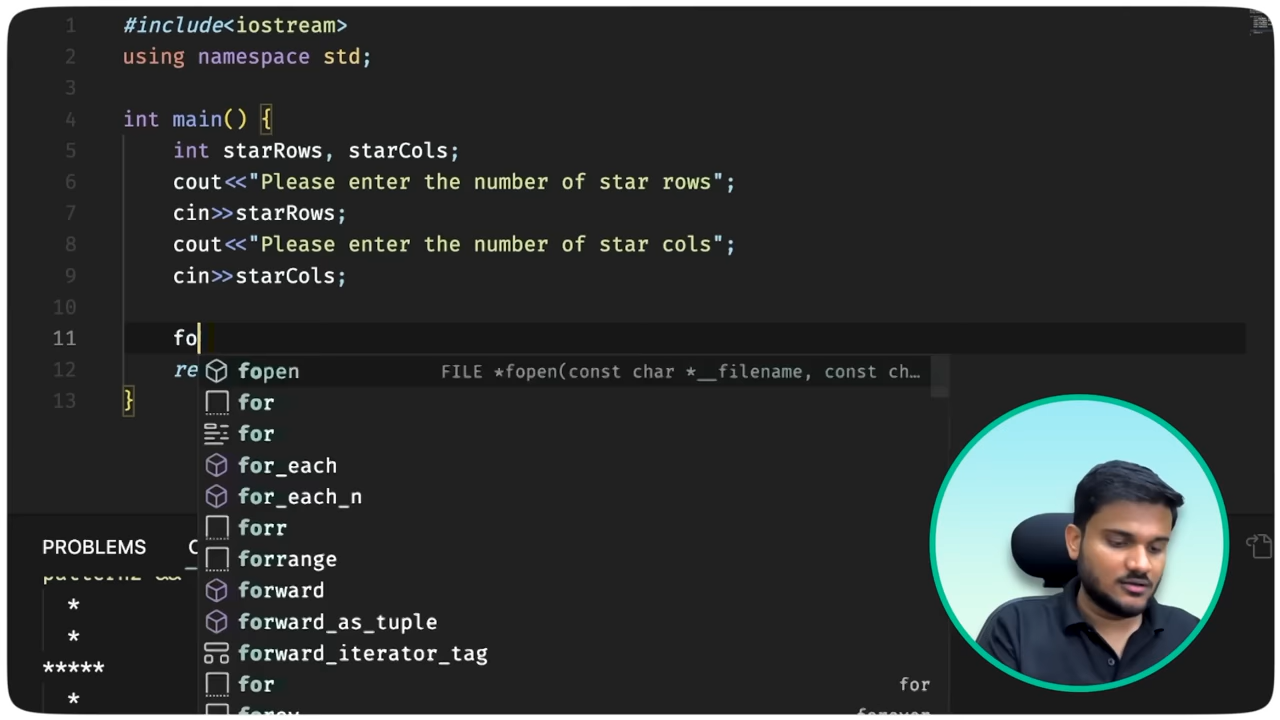 1 #include<iostream>
2 using namespace std;
3
4 int main() {
5 int starRows, starCols;
6 cout<<"Please enter the number of star rows";
7 cin>>starRows;
8 cout<<"Please enter the number of star cols";
9 cin>>starCols;
10
11 fo
12 re
fopen FILE *fopen(const char *__filename, const ch…
13 }
for
for
for_each
for_each_n
forr
PROBLEMS
forrange
forward
*
forward_as_tuple
*
forward_iterator_tag
*****
for for
*